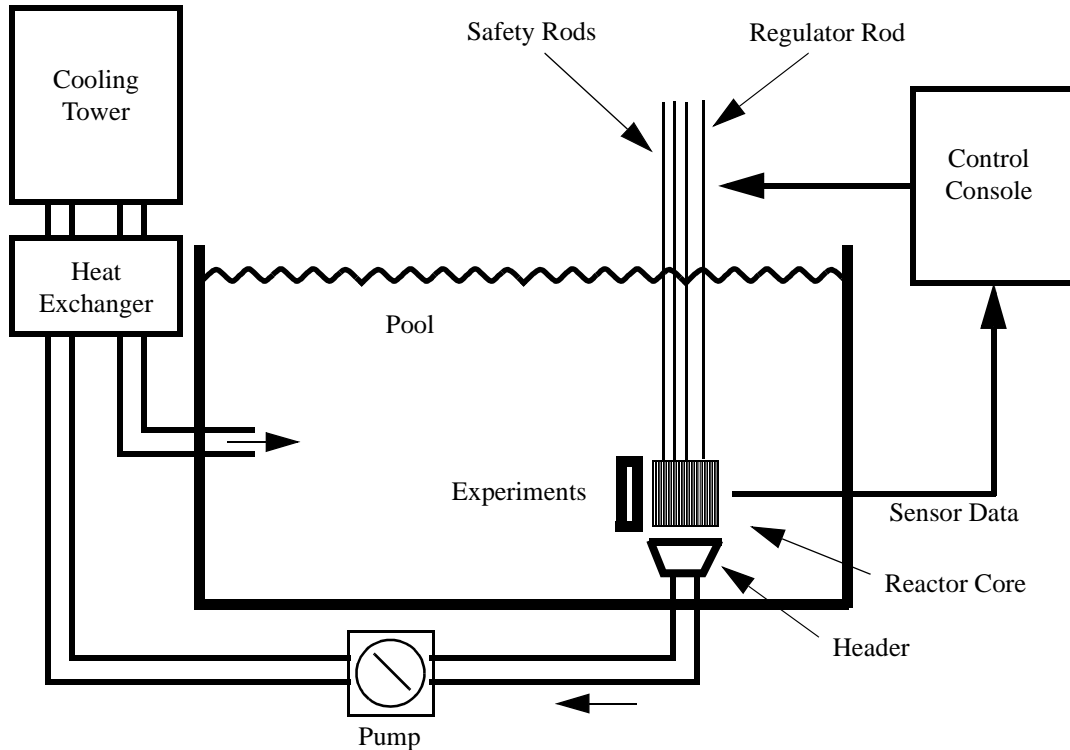 Safety Rods
Regulator Rod
Cooling
Tower
Control
Console
Heat
Exchanger
Pool
Experiments
Sensor Data
Reactor Core
Header
Pump